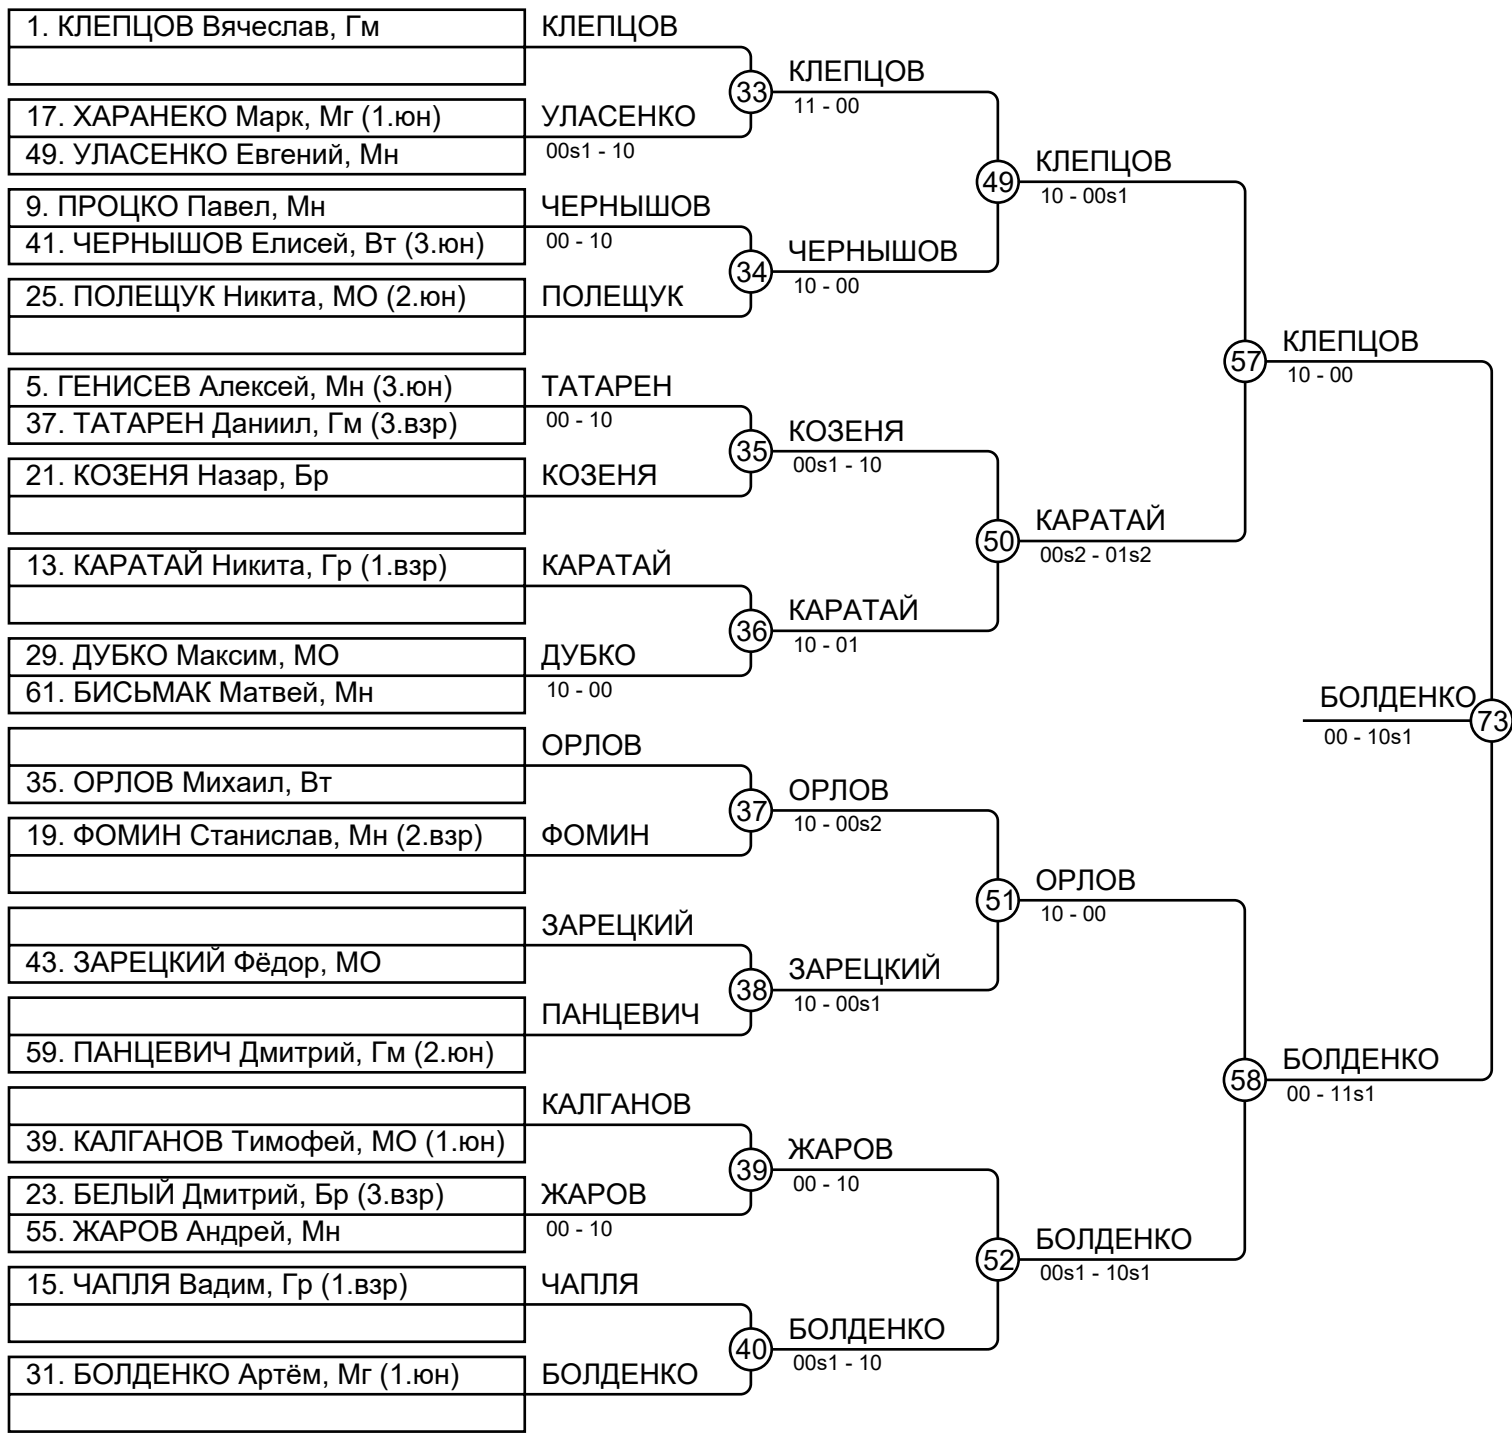 1. КЛЕПЦОВ Вячеслав, Гм
КЛЕПЦОВ
33
КЛЕПЦОВ
11 - 00
17. ХАРАНЕКО Марк, Мг (1.юн)
49. УЛАСЕНКО Евгений, Мн
УЛАСЕНКО
00s1 - 10
49
КЛЕПЦОВ
10 - 00s1
9. ПРОЦКО Павел, Мн
41. ЧЕРНЫШОВ Елисей, Вт (3.юн)
ЧЕРНЫШОВ
00 - 10
34
ЧЕРНЫШОВ
10 - 00
25. ПОЛЕЩУК Никита, МО (2.юн)
ПОЛЕЩУК
57
КЛЕПЦОВ
10 - 00
5. ГЕНИСЕВ Алексей, Мн (3.юн)
37. ТАТАРЕН Даниил, Гм (3.взр)
ТАТАРЕН
00 - 10
35
КОЗЕНЯ
00s1 - 10
21. КОЗЕНЯ Назар, Бр
КОЗЕНЯ
50
КАРАТАЙ
00s2 - 01s2
13. КАРАТАЙ Никита, Гр (1.взр)
КАРАТАЙ
36
КАРАТАЙ
10 - 01
29. ДУБКО Максим, МО
61. БИСЬМАК Матвей, Мн
ДУБКО
10 - 00
БОЛДЕНКО
73
00 - 10s1
35. ОРЛОВ Михаил, Вт
ОРЛОВ
37
ОРЛОВ
10 - 00s2
19. ФОМИН Станислав, Мн (2.взр)
ФОМИН
51
ОРЛОВ
10 - 00
43. ЗАРЕЦКИЙ Фёдор, МО
ЗАРЕЦКИЙ
38
ЗАРЕЦКИЙ
10 - 00s1
59. ПАНЦЕВИЧ Дмитрий, Гм (2.юн)
ПАНЦЕВИЧ
58
БОЛДЕНКО
00 - 11s1
39. КАЛГАНОВ Тимофей, МО (1.юн)
КАЛГАНОВ
39
ЖАРОВ
00 - 10
23. БЕЛЫЙ Дмитрий, Бр (3.взр)
55. ЖАРОВ Андрей, Мн
ЖАРОВ
00 - 10
52
БОЛДЕНКО
00s1 - 10s1
15. ЧАПЛЯ Вадим, Гр (1.взр)
ЧАПЛЯ
40
БОЛДЕНКО
00s1 - 10
31. БОЛДЕНКО Артём, Мг (1.юн)
БОЛДЕНКО